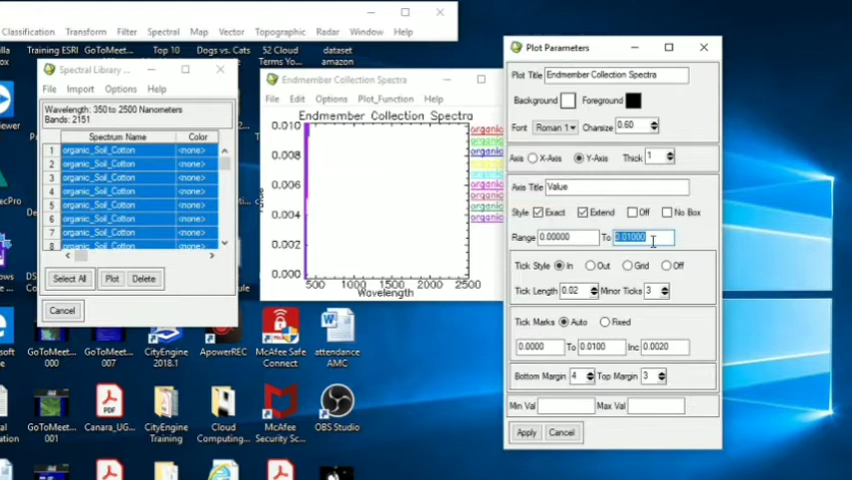 Classification Transform Filter Spectral Map Vector Topographic Radar Window Help
Training ESRI GoToMeet... Top 10 Dogs vs. Cats 52 Cloud dataset
Terms Yo... amazon
Spectral Library ...
File Import Options Help
Wavelength: 350 to 2500 Nanometers
Bands: 2151
Spectrum Name Color
1 organic_Soil_Cotton <none>
2 organic_Soil_Cotton <none>
3 organic_Soil_Cotton <none>
4 organic_Soil_Cotton <none>
5 organic_Soil_Cotton <none>
6 organic_Soil_Cotton <none>
7 organic_Soil_Cotton <none>
8 organic_Soil_Cotton <none>
Select All Plot Delete
Cancel
Endmember Collection Spectra
File Edit Options Plot_Function Help
Endmember Collection Spectra
0.010
0.008
0.006
0.004
0.002
0.000
500 1000 1500 2000 2500
Wavelength
organic
organic
organic
organic
organic
organic
organic
organic
Plot Parameters
Plot Title Endmember Collection Spectra
Background Foreground
Font Roman 1 Charsize 0.60
Axis X-Axis Y-Axis Thick 1
Axis Title Value
Style Exact Extend Off No Box
Range 0.00000 To 0.01000
Tick Style In Out Grid Off
Tick Length 0.02 Minor Ticks 3
Tick Marks Auto Fixed
0.0000 To 0.0100 Inc 0.0020
Bottom Margin 4 Top Margin 3
Min Val Max Val
Apply Cancel
GoToMeet... GoToMeet... CityEngine ApowerREC McAfee Safe attendance
000 007 2018.1 Connect AMC
GoToMeet... Canara_UG... CityEngine Cloud McAfee OBS Studio
001 Training Computing... Security Sc...